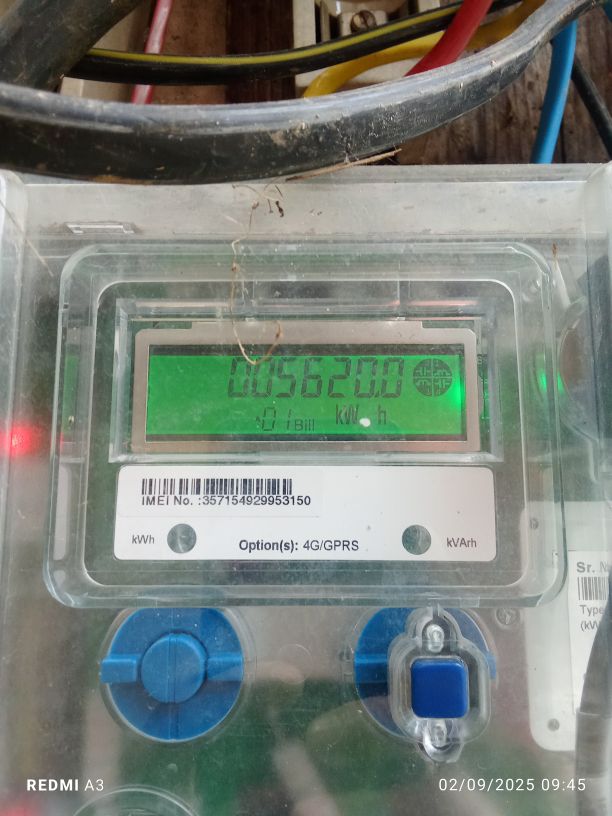 005620.0
01 Bill kW h
IMEI No. :357154929953150
kWh
Option(s): 4G/GPRS
kVArh
Sr. N
Type
(kW
REDMI A3
02/09/2025 09:45